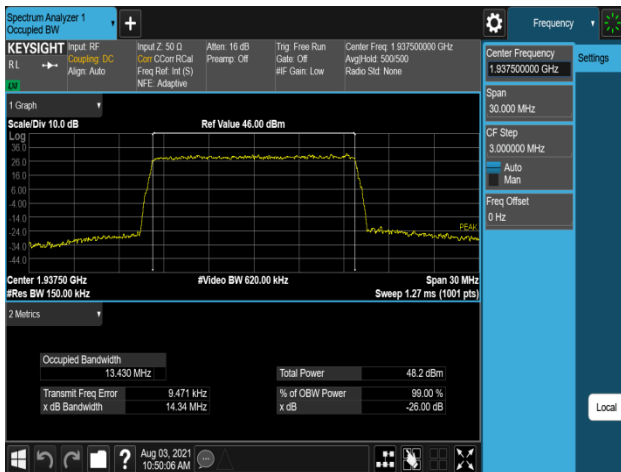 Spectrum Analyzer 1
Occupied BW
+
Frequency
KEYSIGHT
RL
LXI
Input: RF
Coupling: DC
Align: Auto
Input Z: 50 Ω
Corr CCorr RCal
Freq Ref: Int (S)
NFE: Adaptive
Atten: 16 dB
Preamp: Off
Trig: Free Run
Gate: Off
#IF Gain: Low
Center Freq: 1.937500000 GHz
Avg|Hold: 500/500
Radio Std: None
Center Frequency
1.937500000 GHz
Settings
Span
30.000 MHz
CF Step
3.000000 MHz
Auto
Man
Freq Offset
0 Hz
Local
1 Graph
Scale/Div 10.0 dB
Ref Value 46.00 dBm
Log
36.0
26.0
16.0
6.00
-4.00
-14.0
-24.0
-34.0
-44.0
PEAK
Center 1.93750 GHz
#Video BW 620.00 kHz
Span 30 MHz
#Res BW 150.00 kHz
Sweep 1.27 ms (1001 pts)
2 Metrics
Occupied Bandwidth
13.430 MHz
Total Power 48.2 dBm
Transmit Freq Error 9.471 kHz
% of OBW Power 99.00 %
x dB Bandwidth 14.34 MHz
x dB -26.00 dB
?
Aug 03, 2021
10:50:06 AM